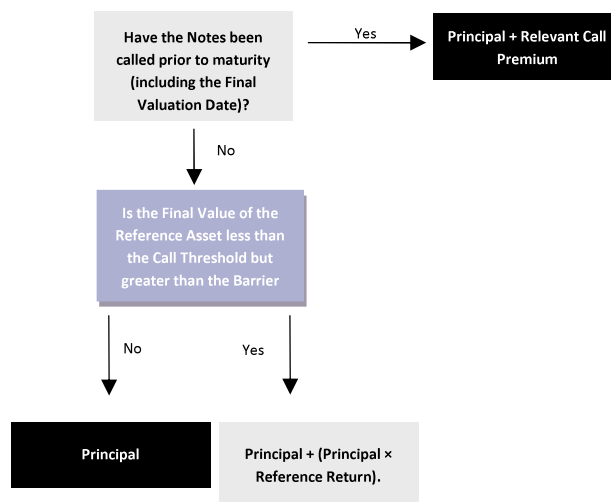 Have the Notes been
called prior to maturity
(including the Final
Valuation Date)?
Yes
Principal + Relevant Call
Premium
No
Is the Final Value of the
Reference Asset less than
the Call Threshold but
greater than the Barrier
No
Yes
Principal
Principal + (Principal ×
Reference Return).